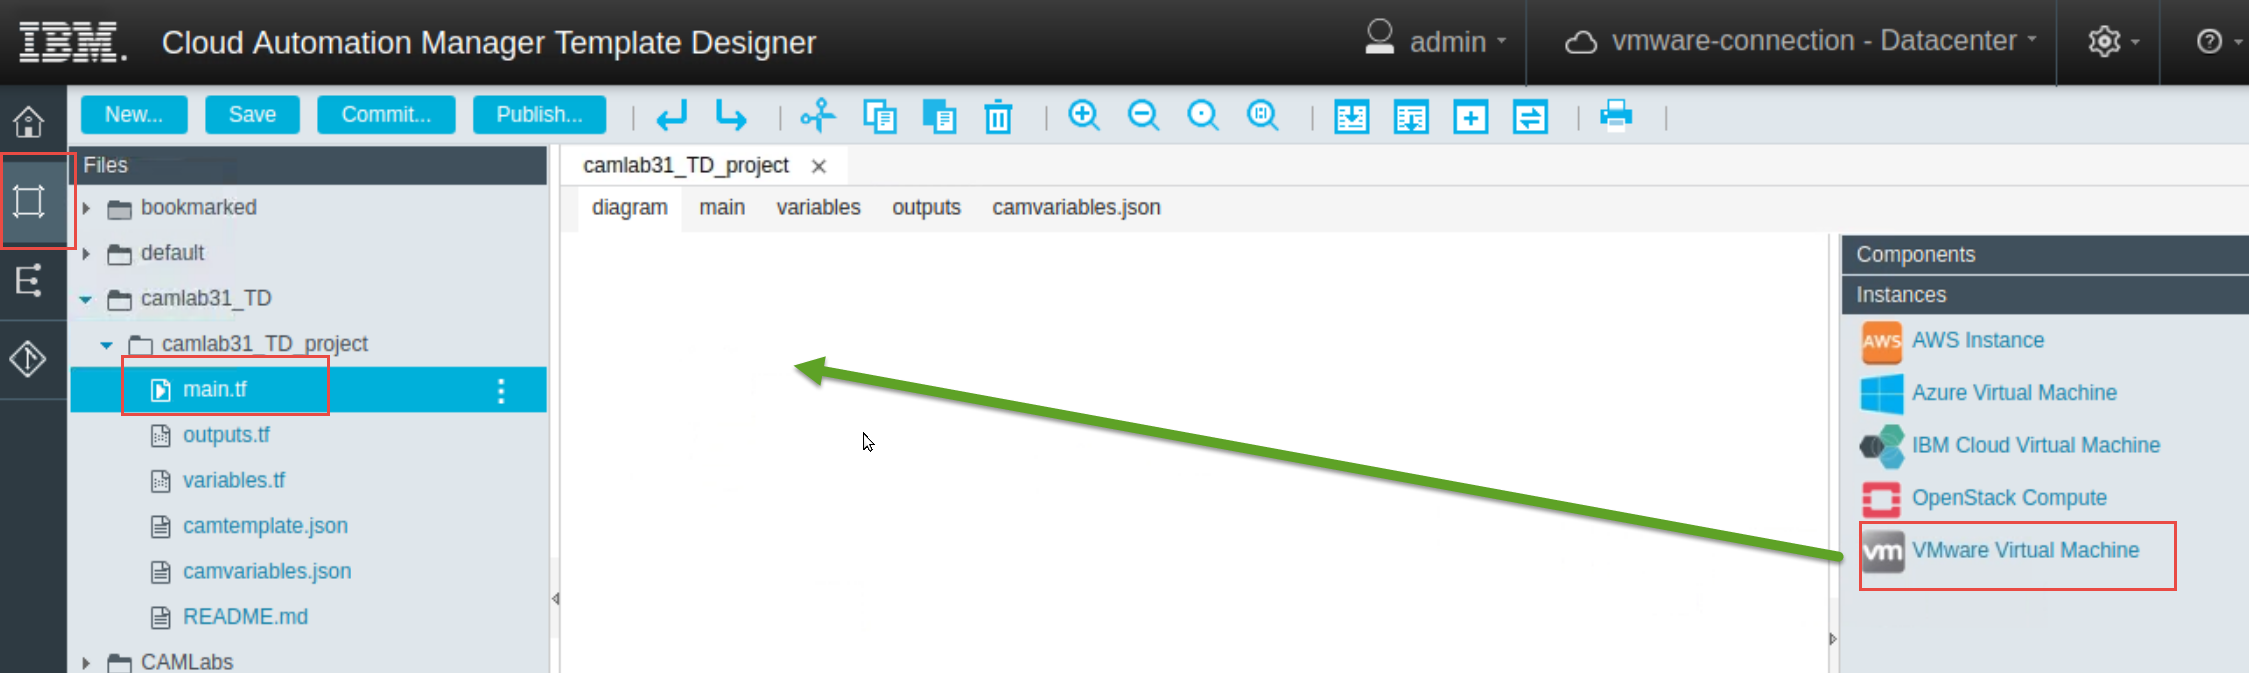 IBM. Cloud Automation Manager Template Designer admin vmware-connection - Datacenter
New... Save Commit... Publish...
Files
bookmarked
default
camlab31_TD
camlab31_TD_project
main.tf
outputs.tf
variables.tf
camtemplate.json
camvariables.json
README.md
CAMLabs
camlab31_TD_project
diagram main variables outputs camvariables.json
Components
Instances
AWS AWS Instance
Azure Virtual Machine
IBM Cloud Virtual Machine
OpenStack Compute
vm VMware Virtual Machine